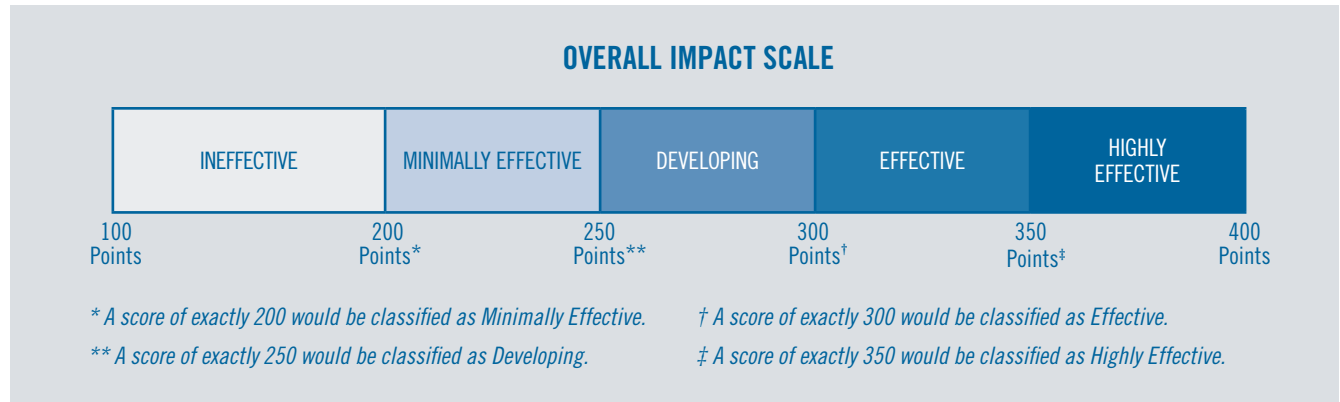 OVERALL IMPACT SCALE
INEFFECTIVE
MINIMALLY EFFECTIVE
DEVELOPING
EFFECTIVE
HIGHLY
EFFECTIVE
100
Points
200
Points*
250
Points**
300
Points†
350
Points‡
400
Points
* A score of exactly 200 would be classified as Minimally Effective.
** A score of exactly 250 would be classified as Developing.
† A score of exactly 300 would be classified as Effective.
‡ A score of exactly 350 would be classified as Highly Effective.